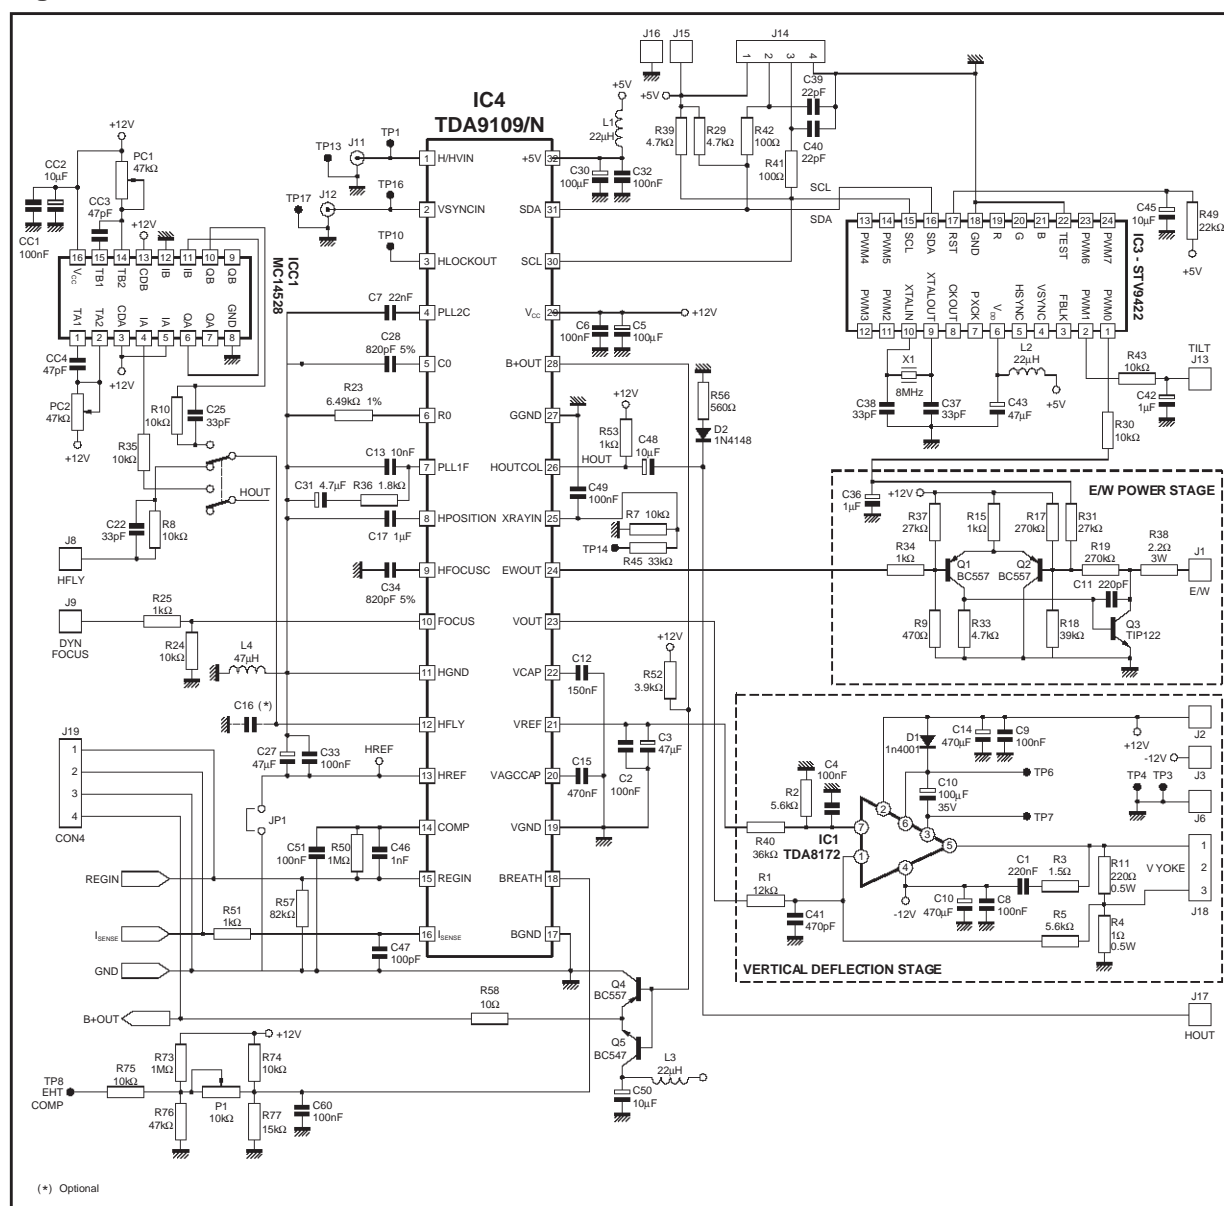 J16
J15
J14
1 2 3 4
+5V
+5V
C39
22pF
C40
22pF
L1
22µH
R39
4.7kΩ
R29
4.7kΩ
R42
100Ω
R41
100Ω
IC4
TDA9109/N
+12V
PC1
47kΩ
CC2
10µF
CC3
47pF
CC1
100nF
+12V
16 15 14 13 12 11 10 9
VCC TB1 TB2 CDB IB IB QB QB
TA1 TA2 CDA IA IA QA QA GND
1 2 3 4 5 6 7 8
ICC1
MC14528
CC4
47pF
PC2
47kΩ
+12V
+12V
R10
10kΩ
C25
33pF
R35
10kΩ
HOUT
C22
33pF
R8
10kΩ
J8
HFLY
J9
DYN
FOCUS
R25
1kΩ
R24
10kΩ
L4
47µH
C16 (*)
TP13
J11
TP1
TP17
J12
TP16
TP10
C7 22nF
C28
820pF 5%
R23
6.49kΩ 1%
C13 10nF
C31 4.7µF
R36 1.8kΩ
C17 1µF
C34
820pF 5%
1 H/HVIN
2 VSYNCIN
3 HLOCKOUT
4 PLL2C
5 C0
6 R0
7 PLL1F
8 HPOSITION
9 HFOCUSC
10 FOCUS
11 HGND
12 HFLY
13 HREF
14 COMP
15 REGIN
16 ISENSE
+5V 32
SDA 31
SCL 30
VCC 29
B+OUT 28
GGND 27
HOUTCOL 26
XRAYIN 25
EWOUT 24
VOUT 23
VCAP 22
VREF 21
VAGCCAP 20
VGND 19
BREATH 18
BGND 17
C30
100µF
C32
100nF
C6
100nF
C5
100µF
+12V
R56
560Ω
D2
1N4148
+12V
R53
1kΩ
C48
10µF
HOUT
C49
100nF
R7 10kΩ
TP14
R45 33kΩ
SCL
SDA
13 14 15 16 17 18 19 20 21 22 23 24
PWM4 PWM5 SCL SDA RST GND R G B TEST PWM6 PWM7
PWM3 PWM2 XTALIN XTALOUT CKOUT PXCK VDD HSYNC VSYNC FBLK PWM1 PWM0
12 11 10 9 8 7 6 5 4 3 2 1
IC3 - STV9422
C45
10µF
R49
22kΩ
+5V
X1
8MHz
C38
33pF
C37
33pF
L2
22µH
C43
47µF
+5V
R43
10kΩ
TILT
J13
C42
1µF
R30
10kΩ
E/W POWER STAGE
C36
1µF
+12V
R37
27kΩ
R15
1kΩ
R17
270kΩ
R31
27kΩ
R34
1kΩ
Q1
BC557
Q2
BC557
R19
270kΩ
R38
2.2Ω
3W
J1
E/W
C11 220pF
R9
470Ω
R33
4.7kΩ
R18
39kΩ
Q3
TIP122
+12V
R52
3.9kΩ
C12
150nF
C15
470nF
C2
100nF
C3
47µF
J19
1
2
3
4
CON4
C27
47µF
C33
100nF
HREF
JP1
C51
100nF
R50
1MΩ
C46
1nF
REGIN
R57
82kΩ
ISENSE
R51
1kΩ
C47
100pF
GND
B+OUT
R58
10Ω
Q4
BC557
Q5
BC547
L3
22µH
C50
10µF
R73
1MΩ
+12V
R74
10kΩ
TP8
EHT
COMP
R75
10kΩ
P1
10kΩ
R76
47kΩ
R77
15kΩ
C60
100nF
D1
1n4001
C14
470µF
C9
100nF
+12V
J2
-12V
J3
TP4 TP3
J6
C4
100nF
R2
5.6kΩ
C10
100µF
35V
TP6
TP7
R40
36kΩ
IC1
TDA8172
7 1 2 6 3 5 4
R1
12kΩ
C41
470pF
-12V
C10
470µF
C8
100nF
C1
220nF
R3
1.5Ω
R11
220Ω
0.5W
V YOKE
1
2
3
J18
R5
5.6kΩ
R4
1Ω
0.5W
VERTICAL DEFLECTION STAGE
J17
HOUT
(*) Optional